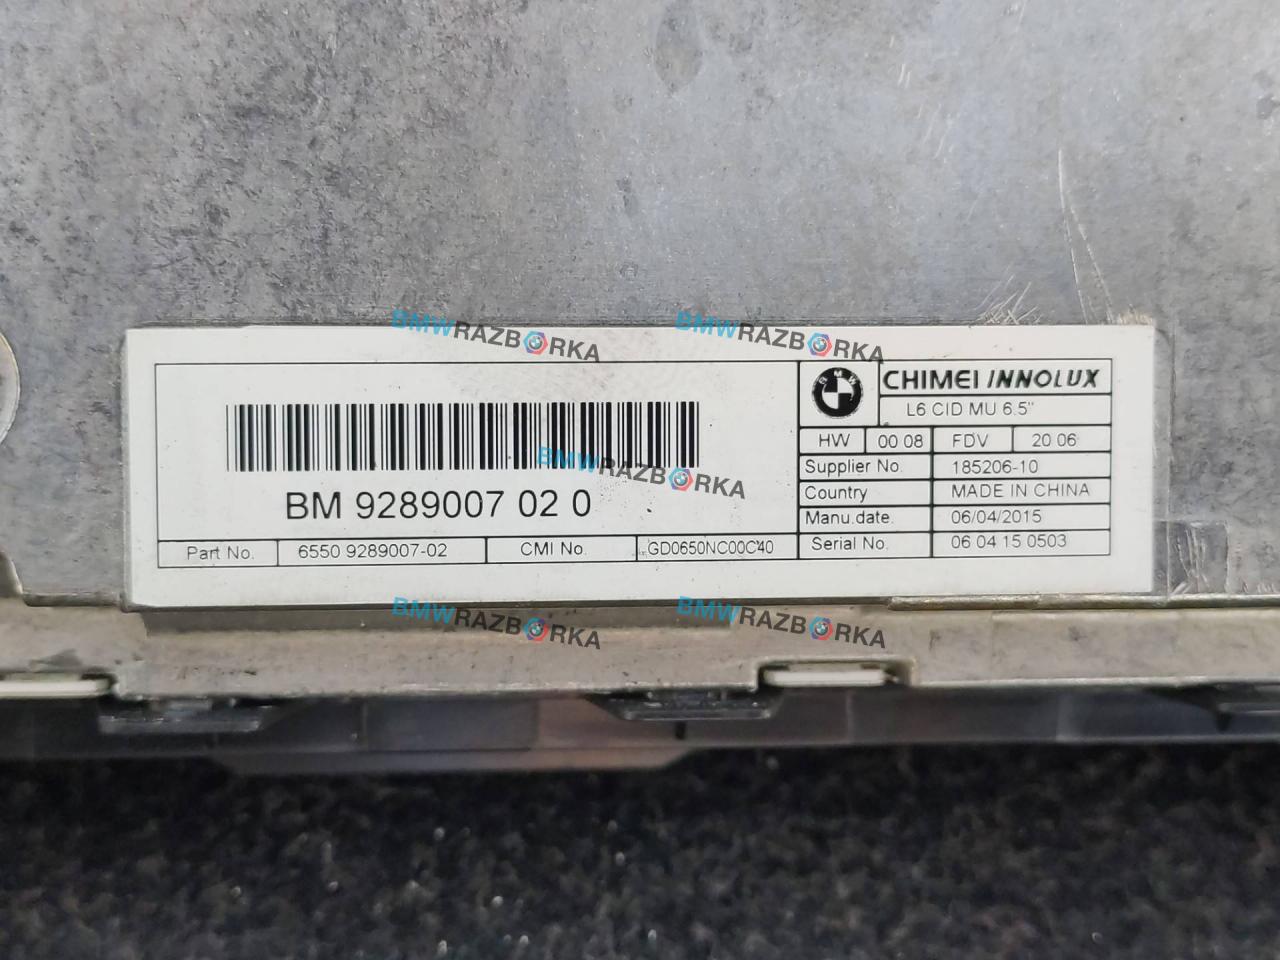 BMWRAZBORKA
BMWRAZBORKA
BMW
CHIMEI INNOLUX
L6 CID MU 6.5"
HW 00 08 FDV 20 06
Supplier No. 185206-10
Country MADE IN CHINA
Manu.date. 06/04/2015
Serial No. 06 04 15 0503
BMWRAZBORKA
BM 9289007 02 0
Part No. 6550 9289007-02 CMI No. GD0650NC00C40
BMWRAZBORKA
BMWRAZBORKA